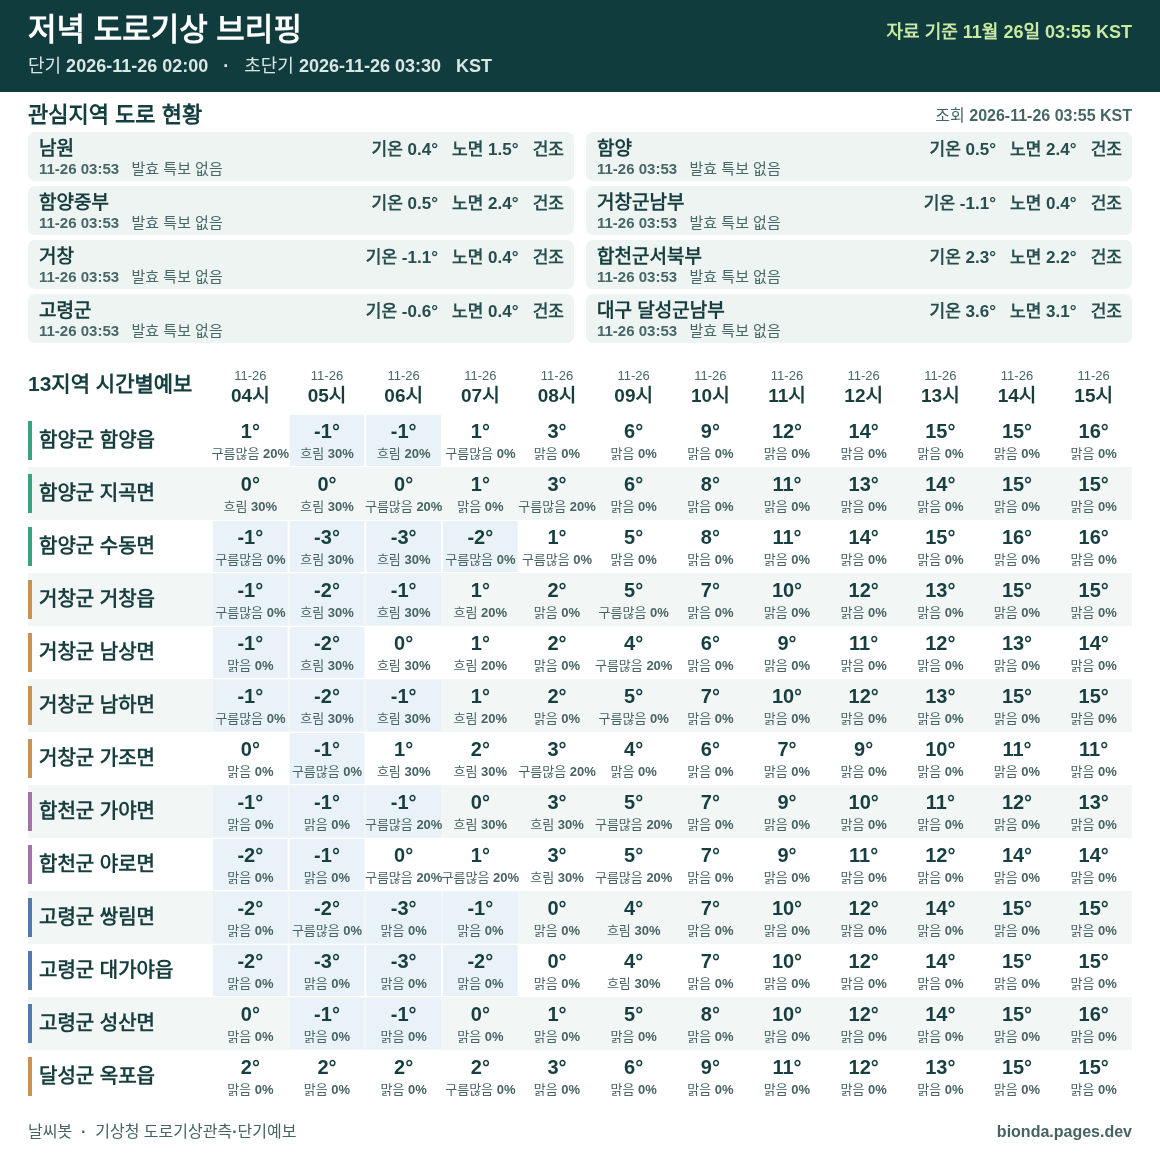 저녁 도로기상 브리핑
자료 기준 11월 26일 03:55 KST
단기 2026-11-26 02:00 · 초단기 2026-11-26 03:30 KST
관심지역 도로 현황
조회 2026-11-26 03:55 KST
남원 기온 0.4° 노면 1.5° 건조
11-26 03:53 발효 특보 없음
함양 기온 0.5° 노면 2.4° 건조
11-26 03:53 발효 특보 없음
함양중부 기온 0.5° 노면 2.4° 건조
11-26 03:53 발효 특보 없음
거창군남부 기온 -1.1° 노면 0.4° 건조
11-26 03:53 발효 특보 없음
거창 기온 -1.1° 노면 0.4° 건조
11-26 03:53 발효 특보 없음
합천군서북부 기온 2.3° 노면 2.2° 건조
11-26 03:53 발효 특보 없음
고령군 기온 -0.6° 노면 0.4° 건조
11-26 03:53 발효 특보 없음
대구 달성군남부 기온 3.6° 노면 3.1° 건조
11-26 03:53 발효 특보 없음
13지역 시간별예보
11-26 11-26 11-26 11-26 11-26 11-26 11-26 11-26 11-26 11-26 11-26 11-26
04시 05시 06시 07시 08시 09시 10시 11시 12시 13시 14시 15시
함양군 함양읍
1° -1° -1° 1° 3° 6° 9° 12° 14° 15° 15° 16°
구름많음 20% 흐림 30% 흐림 20% 구름많음 0% 맑음 0% 맑음 0% 맑음 0% 맑음 0% 맑음 0% 맑음 0% 맑음 0% 맑음 0%
함양군 지곡면
0° 0° 0° 1° 3° 6° 8° 11° 13° 14° 15° 15°
흐림 30% 흐림 30% 구름많음 20% 맑음 0% 구름많음 20% 맑음 0% 맑음 0% 맑음 0% 맑음 0% 맑음 0% 맑음 0% 맑음 0%
함양군 수동면
-1° -3° -3° -2° 1° 5° 8° 11° 14° 15° 16° 16°
구름많음 0% 흐림 30% 흐림 30% 구름많음 0% 구름많음 0% 맑음 0% 맑음 0% 맑음 0% 맑음 0% 맑음 0% 맑음 0% 맑음 0%
거창군 거창읍
-1° -2° -1° 1° 2° 5° 7° 10° 12° 13° 15° 15°
구름많음 0% 흐림 30% 흐림 30% 흐림 20% 맑음 0% 구름많음 0% 맑음 0% 맑음 0% 맑음 0% 맑음 0% 맑음 0% 맑음 0%
거창군 남상면
-1° -2° 0° 1° 2° 4° 6° 9° 11° 12° 13° 14°
맑음 0% 흐림 30% 흐림 30% 흐림 20% 맑음 0% 구름많음 20% 맑음 0% 맑음 0% 맑음 0% 맑음 0% 맑음 0% 맑음 0%
거창군 남하면
-1° -2° -1° 1° 2° 5° 7° 10° 12° 13° 15° 15°
구름많음 0% 흐림 30% 흐림 30% 흐림 20% 맑음 0% 구름많음 0% 맑음 0% 맑음 0% 맑음 0% 맑음 0% 맑음 0% 맑음 0%
거창군 가조면
0° -1° 1° 2° 3° 4° 6° 7° 9° 10° 11° 11°
맑음 0% 구름많음 0% 흐림 30% 흐림 30% 구름많음 20% 맑음 0% 맑음 0% 맑음 0% 맑음 0% 맑음 0% 맑음 0% 맑음 0%
합천군 가야면
-1° -1° -1° 0° 3° 5° 7° 9° 10° 11° 12° 13°
맑음 0% 맑음 0% 구름많음 20% 흐림 30% 흐림 30% 구름많음 20% 맑음 0% 맑음 0% 맑음 0% 맑음 0% 맑음 0% 맑음 0%
합천군 야로면
-2° -1° 0° 1° 3° 5° 7° 9° 11° 12° 14° 14°
맑음 0% 맑음 0% 구름많음 20% 구름많음 20% 흐림 30% 구름많음 20% 맑음 0% 맑음 0% 맑음 0% 맑음 0% 맑음 0% 맑음 0%
고령군 쌍림면
-2° -2° -3° -1° 0° 4° 7° 10° 12° 14° 15° 15°
맑음 0% 구름많음 0% 맑음 0% 맑음 0% 맑음 0% 흐림 30% 맑음 0% 맑음 0% 맑음 0% 맑음 0% 맑음 0% 맑음 0%
고령군 대가야읍
-2° -3° -3° -2° 0° 4° 7° 10° 12° 14° 15° 15°
맑음 0% 맑음 0% 맑음 0% 맑음 0% 맑음 0% 흐림 30% 맑음 0% 맑음 0% 맑음 0% 맑음 0% 맑음 0% 맑음 0%
고령군 성산면
0° -1° -1° 0° 1° 5° 8° 10° 12° 14° 15° 16°
맑음 0% 맑음 0% 맑음 0% 맑음 0% 맑음 0% 맑음 0% 맑음 0% 맑음 0% 맑음 0% 맑음 0% 맑음 0% 맑음 0%
달성군 옥포읍
2° 2° 2° 2° 3° 6° 9° 11° 12° 13° 15° 15°
맑음 0% 맑음 0% 맑음 0% 구름많음 0% 맑음 0% 맑음 0% 맑음 0% 맑음 0% 맑음 0% 맑음 0% 맑음 0% 맑음 0%
날씨봇 · 기상청 도로기상관측·단기예보
bionda.pages.dev